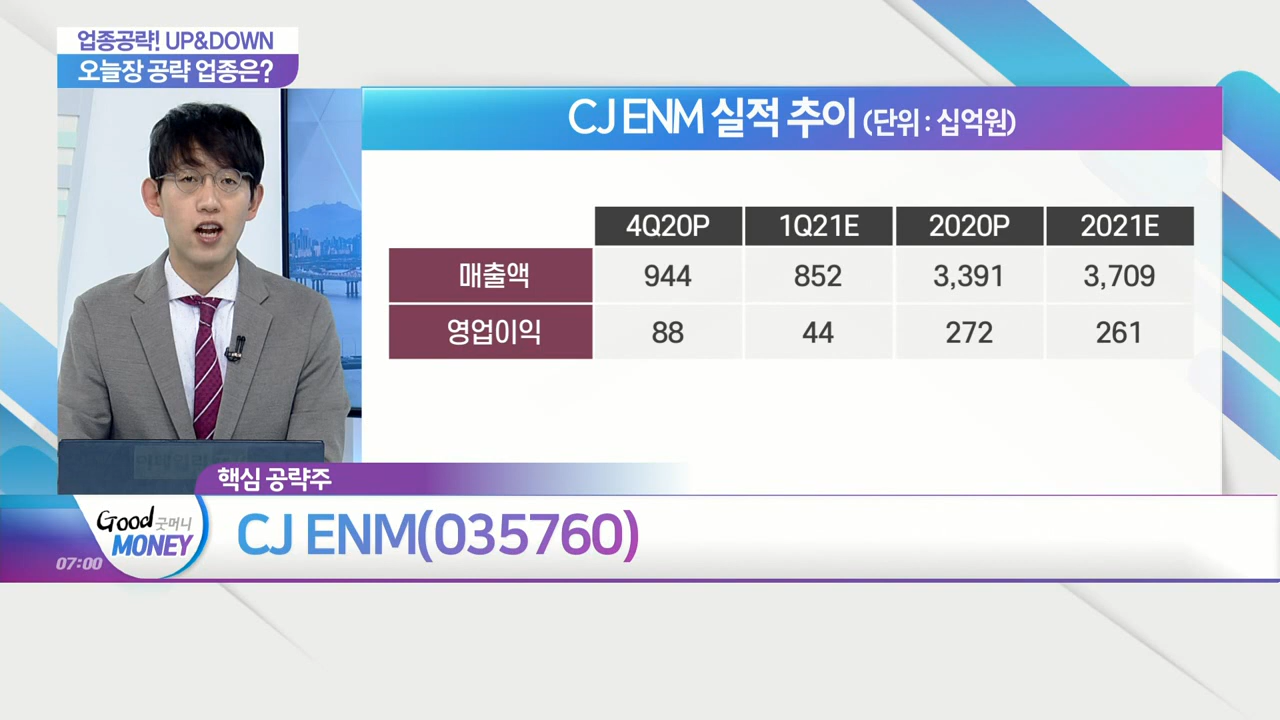 업종공략! UP&DOWN
오늘장 공략 업종은?
CJ ENM 실적 추이 (단위 : 십억원)
4Q20P 1Q21E 2020P 2021E
매출액 944 852 3,391 3,709
영업이익 88 44 272 261
핵심 공략주
Good 굿머니
MONEY
07:00
CJ ENM(035760)